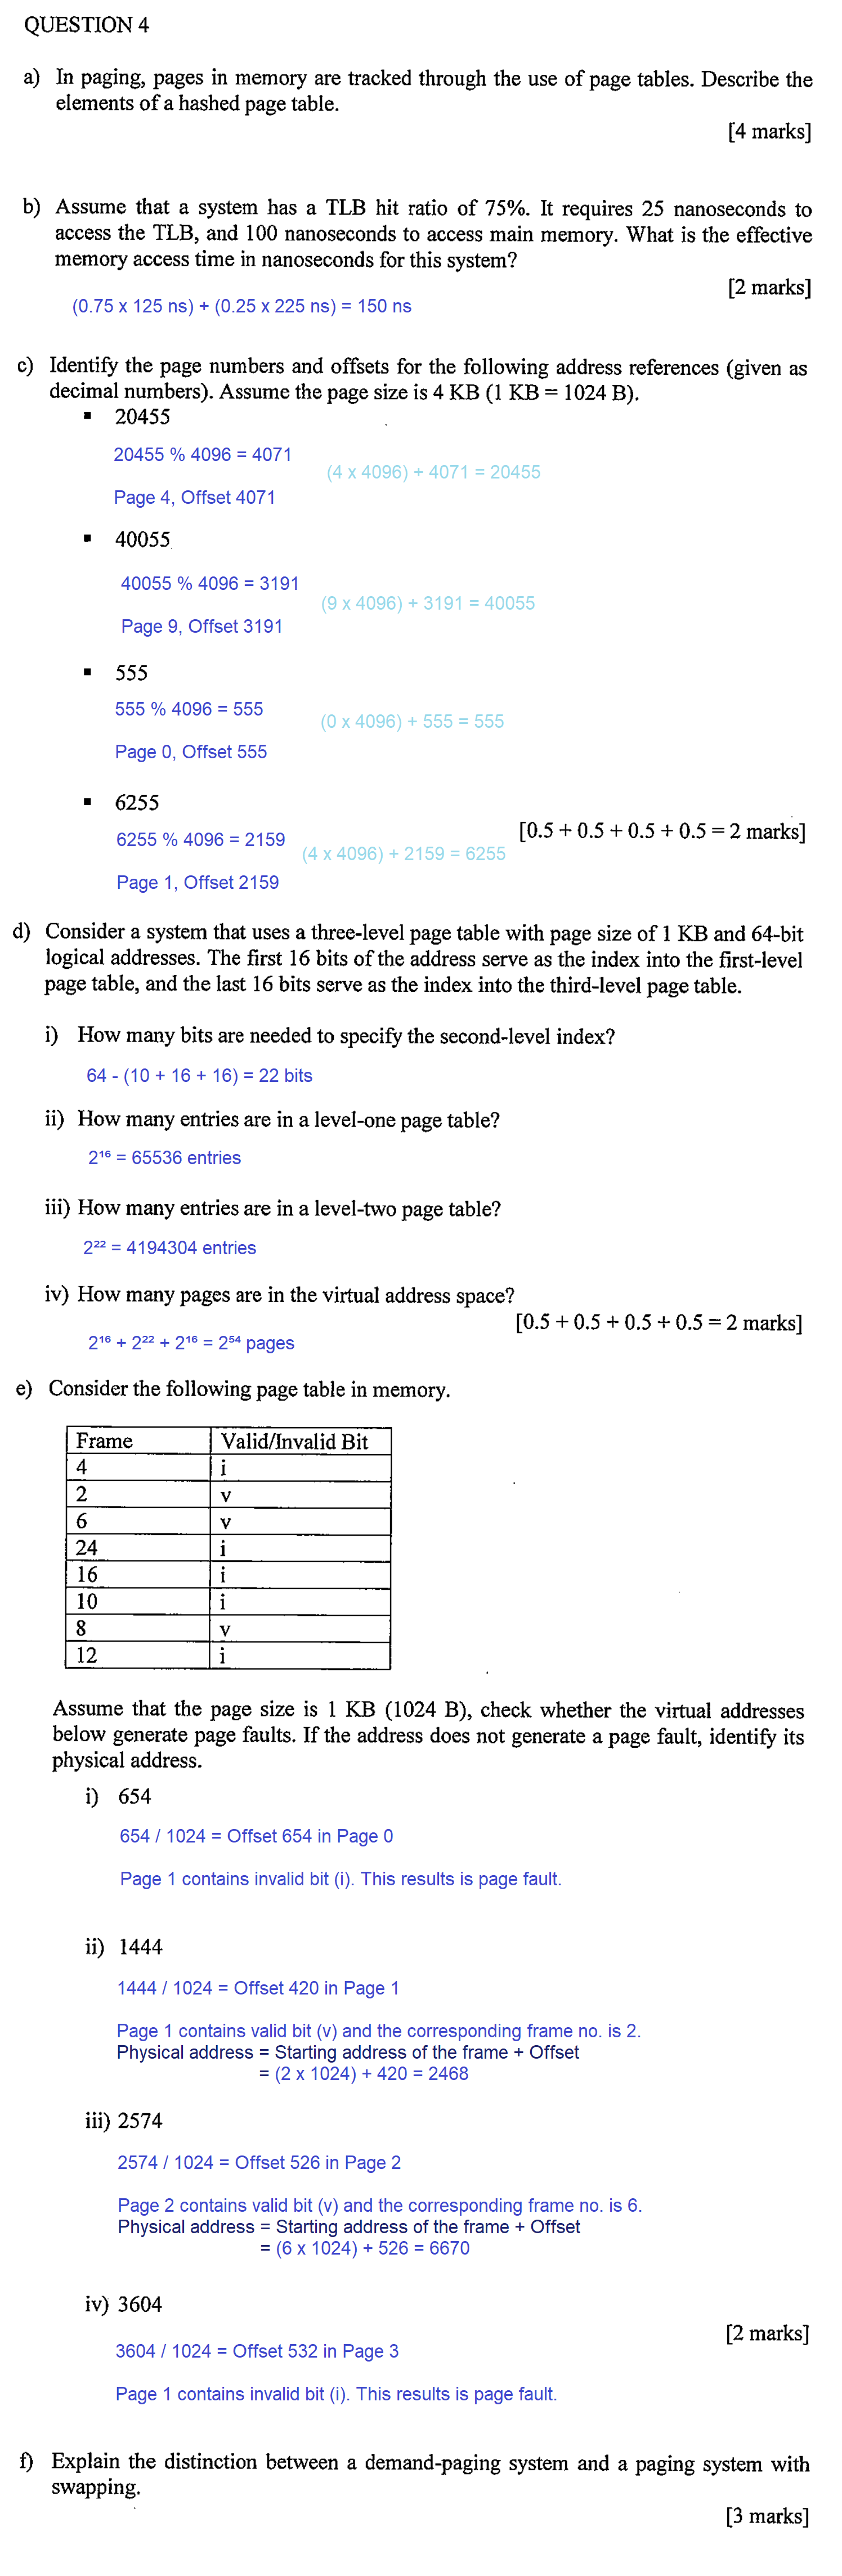 QUESTION 4
a) In paging, pages in memory are tracked through the use of page tables. Describe the
elements of a hashed page table.
[4 marks]
b) Assume that a system has a TLB hit ratio of 75%. It requires 25 nanoseconds to
access the TLB, and 100 nanoseconds to access main memory. What is the effective
memory access time in nanoseconds for this system?
[2 marks]
(0.75 x 125 ns) + (0.25 x 225 ns) = 150 ns
c) Identify the page numbers and offsets for the following address references (given as
decimal numbers). Assume the page size is 4 KB (1 KB = 1024 B).
▪ 20455
20455 % 4096 = 4071
(4 x 4096) + 4071 = 20455
Page 4, Offset 4071
▪ 40055
40055 % 4096 = 3191
(9 x 4096) + 3191 = 40055
Page 9, Offset 3191
▪ 555
555 % 4096 = 555
(0 x 4096) + 555 = 555
Page 0, Offset 555
▪ 6255
[0.5 + 0.5 + 0.5 + 0.5 = 2 marks]
6255 % 4096 = 2159
(4 x 4096) + 2159 = 6255
Page 1, Offset 2159
d) Consider a system that uses a three-level page table with page size of 1 KB and 64-bit
logical addresses. The first 16 bits of the address serve as the index into the first-level
page table, and the last 16 bits serve as the index into the third-level page table.
i) How many bits are needed to specify the second-level index?
64 - (10 + 16 + 16) = 22 bits
ii) How many entries are in a level-one page table?
2¹⁶ = 65536 entries
iii) How many entries are in a level-two page table?
2²² = 4194304 entries
iv) How many pages are in the virtual address space?
[0.5 + 0.5 + 0.5 + 0.5 = 2 marks]
2¹⁶ + 2²² + 2¹⁶ = 2⁵⁴ pages
e) Consider the following page table in memory.
Frame Valid/Invalid Bit
4 i
2 v
6 v
24 i
16 i
10 i
8 v
12 i
Assume that the page size is 1 KB (1024 B), check whether the virtual addresses
below generate page faults. If the address does not generate a page fault, identify its
physical address.
i) 654
654 / 1024 = Offset 654 in Page 0
Page 1 contains invalid bit (i). This results is page fault.
ii) 1444
1444 / 1024 = Offset 420 in Page 1
Page 1 contains valid bit (v) and the corresponding frame no. is 2.
Physical address = Starting address of the frame + Offset
= (2 x 1024) + 420 = 2468
iii) 2574
2574 / 1024 = Offset 526 in Page 2
Page 2 contains valid bit (v) and the corresponding frame no. is 6.
Physical address = Starting address of the frame + Offset
= (6 x 1024) + 526 = 6670
iv) 3604
[2 marks]
3604 / 1024 = Offset 532 in Page 3
Page 1 contains invalid bit (i). This results is page fault.
f) Explain the distinction between a demand-paging system and a paging system with
swapping.
[3 marks]